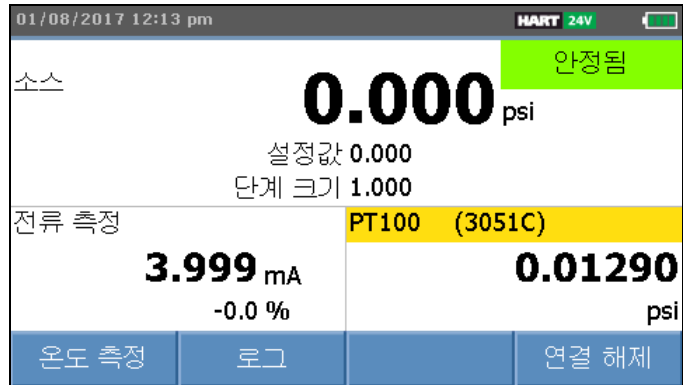 01/08/2017 12:13 pm HART 24V
안정됨
소스
0.000 psi
설정값 0.000
단계 크기 1.000
전류 측정
3.999 mA
-0.0 %
PT100 (3051C)
0.01290
psi
온도 측정 로그 연결 해제